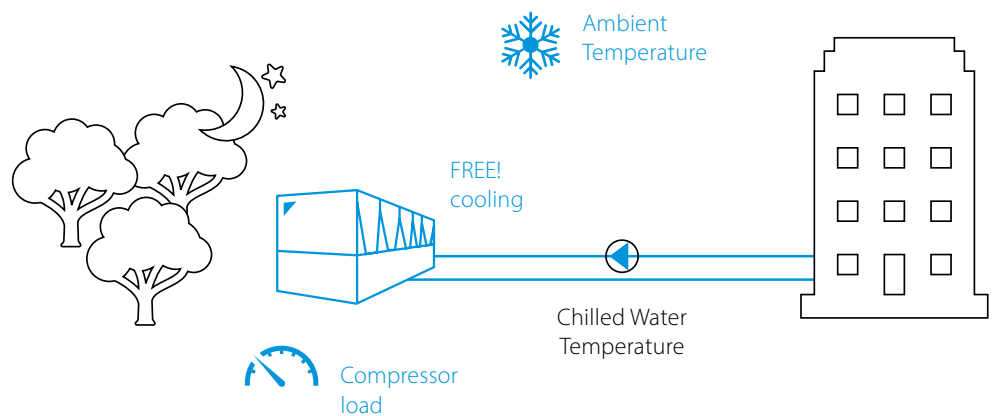 Ambient
Temperature
FREE!
cooling
Chilled Water
Temperature
Compressor
load